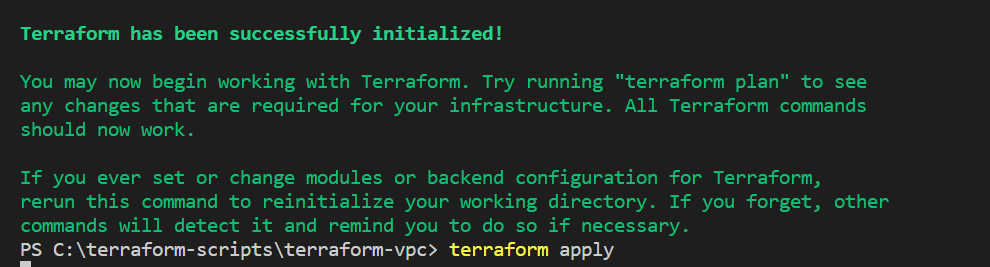 Terraform has been successfully initialized!
You may now begin working with Terraform. Try running "terraform plan" to see
any changes that are required for your infrastructure. All Terraform commands
should now work.
If you ever set or change modules or backend configuration for Terraform,
rerun this command to reinitialize your working directory. If you forget, other
commands will detect it and remind you to do so if necessary.
PS C:\terraform-scripts\terraform-vpc> terraform apply